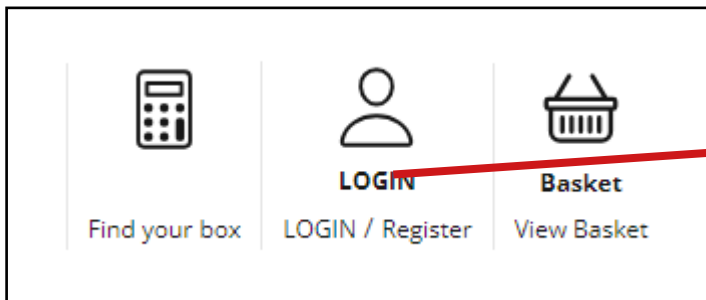 LOGIN
Basket
Find your box
LOGIN / Register
View Basket